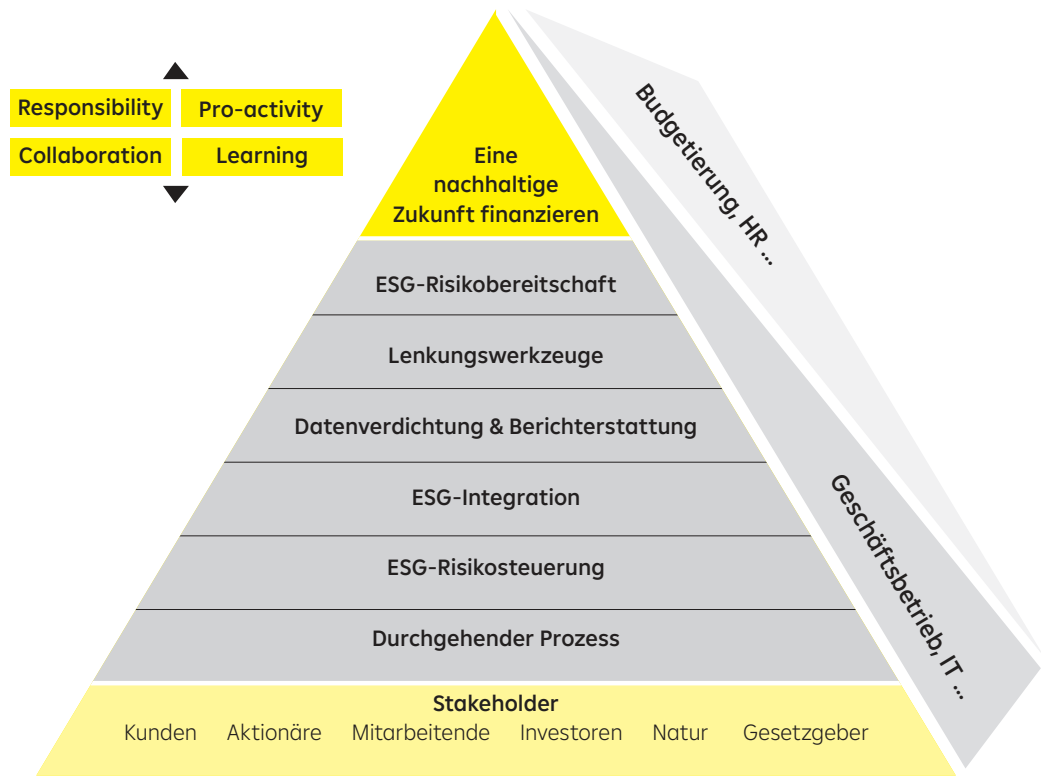 Responsibility
Pro-activity
Collaboration
Learning
Eine
nachhaltige
Zukunft finanzieren
ESG-Risikobereitschaft
Lenkungswerkzeuge
Datenverdichtung & Berichterstattung
ESG-Integration
ESG-Risikosteuerung
Durchgehender Prozess
Stakeholder
Kunden Aktionäre Mitarbeitende Investoren Natur Gesetzgeber
Budgetierung, HR ...
Geschäftsbetrieb, IT ...